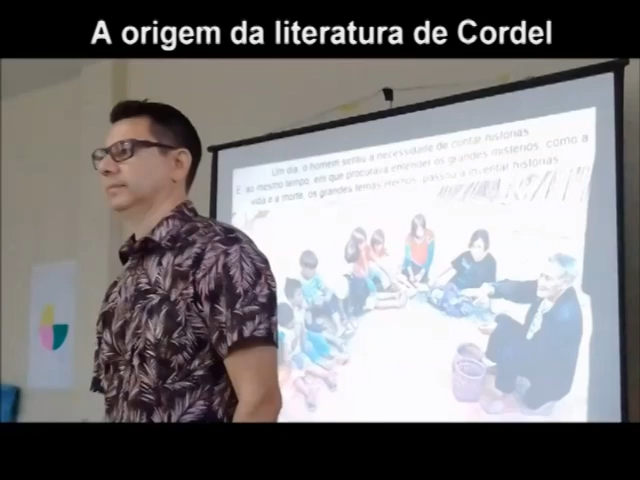 A origem da literatura de Cordel
Um dia, o homem sentiu a necessidade de contar histórias.
E, ao mesmo tempo, em que procurava entender os grandes mistérios, como a
vida e a morte, os grandes temas eternos, passou a inventar histórias.